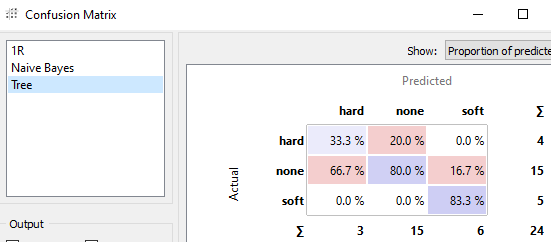 Confusion Matrix
1R
Naive Bayes
Tree
Show: Proportion of predicte
Predicted
hard none soft Σ
hard 33.3 % 20.0 % 0.0 % 4
none 66.7 % 80.0 % 16.7 % 15
soft 0.0 % 0.0 % 83.3 % 5
Σ 3 15 6 24
Actual
Output